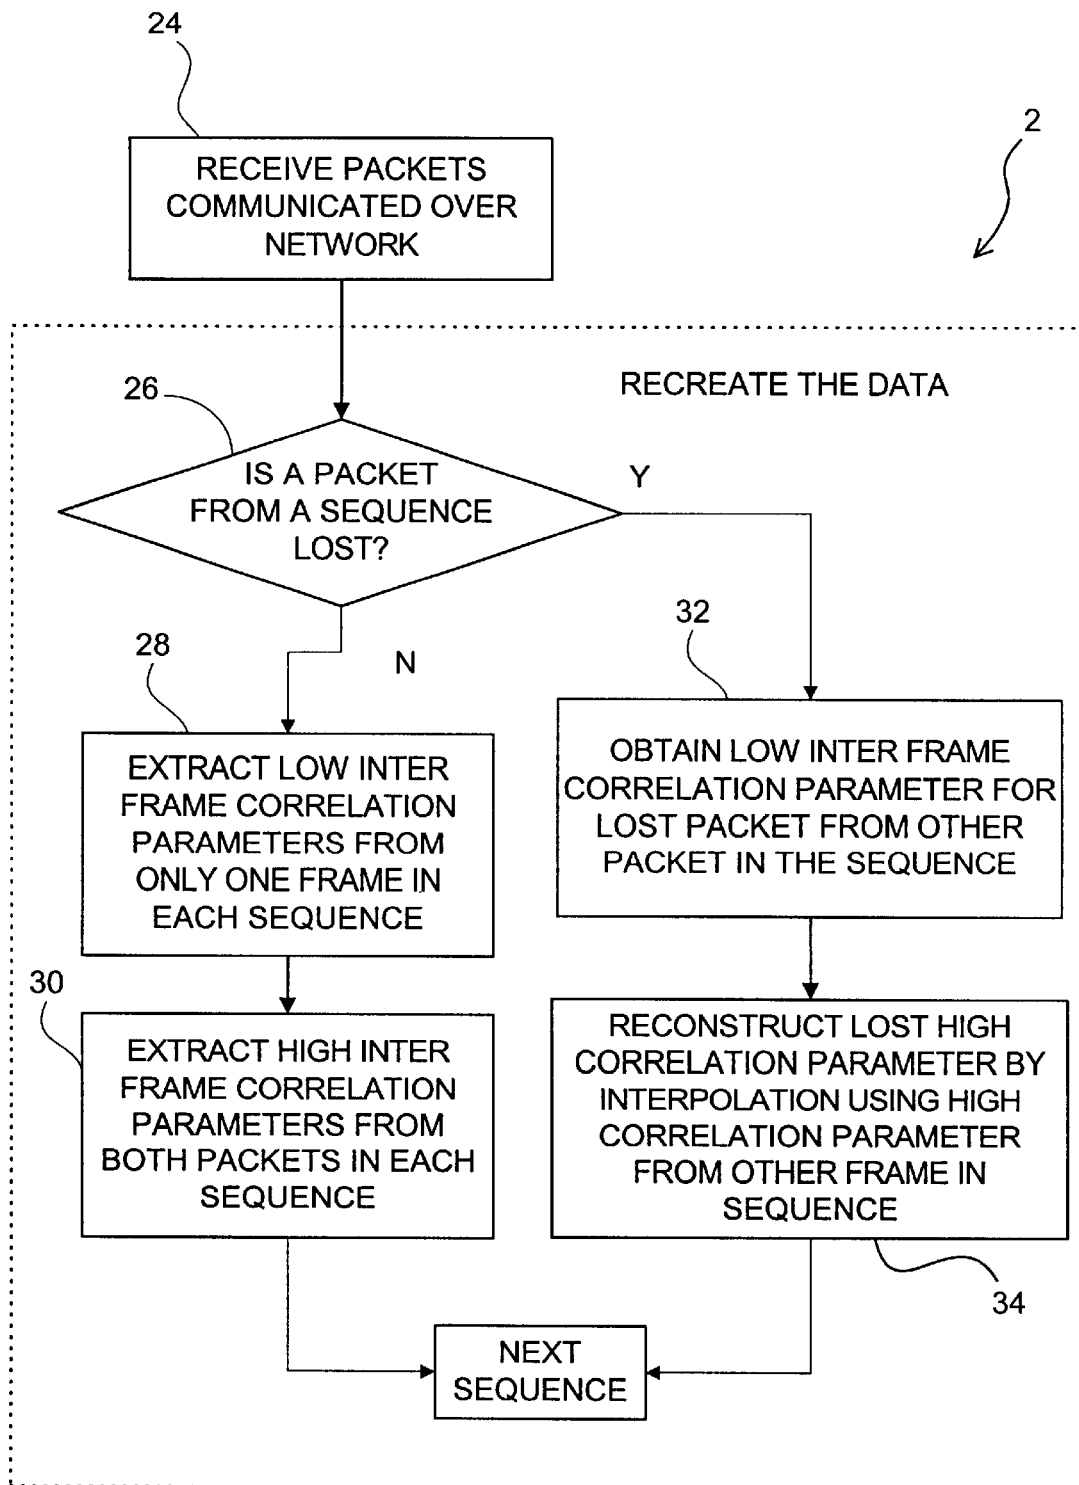 24
2
RECEIVE PACKETS
COMMUNICATED OVER
NETWORK
RECREATE THE DATA
26
IS A PACKET
FROM A SEQUENCE
LOST?
Y
N
28
EXTRACT LOW INTER
FRAME CORRELATION
PARAMETERS FROM
ONLY ONE FRAME IN
EACH SEQUENCE
30
EXTRACT HIGH INTER
FRAME CORRELATION
PARAMETERS FROM
BOTH PACKETS IN EACH
SEQUENCE
32
OBTAIN LOW INTER FRAME
CORRELATION PARAMETER FOR
LOST PACKET FROM OTHER
PACKET IN THE SEQUENCE
RECONSTRUCT LOST HIGH
CORRELATION PARAMETER BY
INTERPOLATION USING HIGH
CORRELATION PARAMETER
FROM OTHER FRAME IN
SEQUENCE
34
NEXT
SEQUENCE